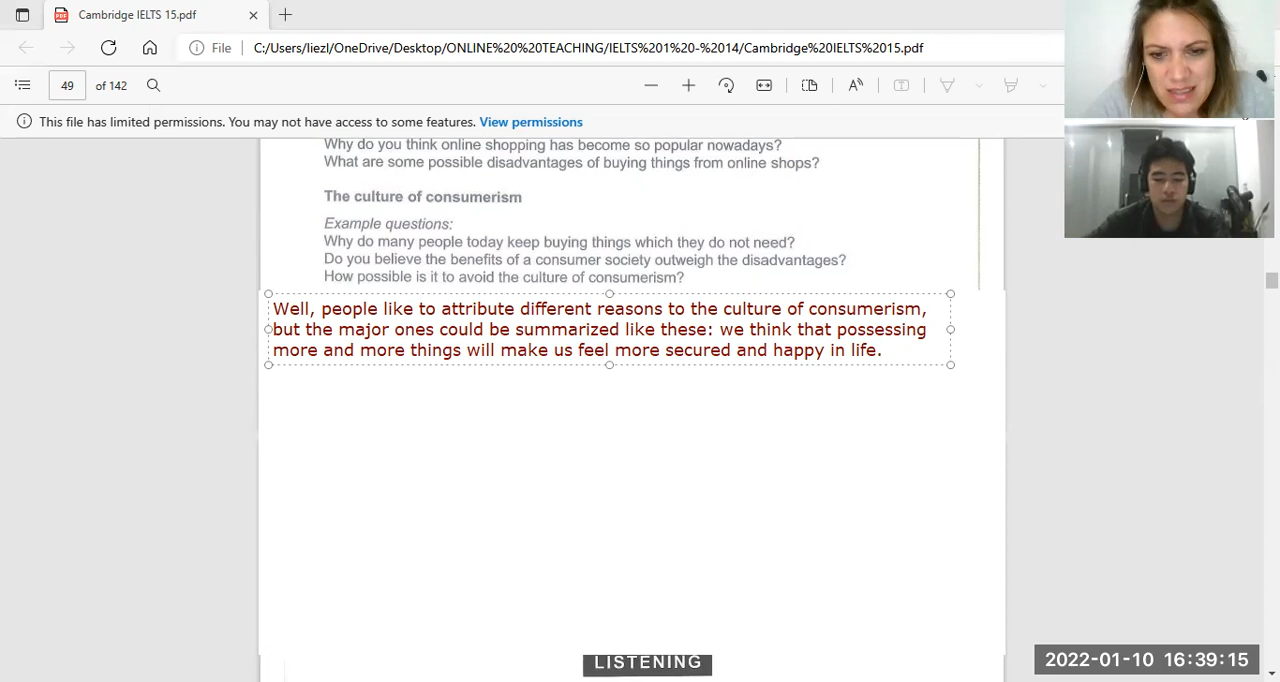 Cambridge IELTS 15.pdf
File C:/Users/liezl/OneDrive/Desktop/ONLINE%20%20TEACHING/IELTS%201%20-%2014/Cambridge%20IELTS%2015.pdf
49 of 142
This file has limited permissions. You may not have access to some features. View permissions
Why do you think online shopping has become so popular nowadays?
What are some possible disadvantages of buying things from online shops?
The culture of consumerism
Example questions:
Why do many people today keep buying things which they do not need?
Do you believe the benefits of a consumer society outweigh the disadvantages?
How possible is it to avoid the culture of consumerism?
Well, people like to attribute different reasons to the culture of consumerism,
but the major ones could be summarized like these: we think that possessing
more and more things will make us feel more secured and happy in life.
LISTENING
2022-01-10 16:39:15